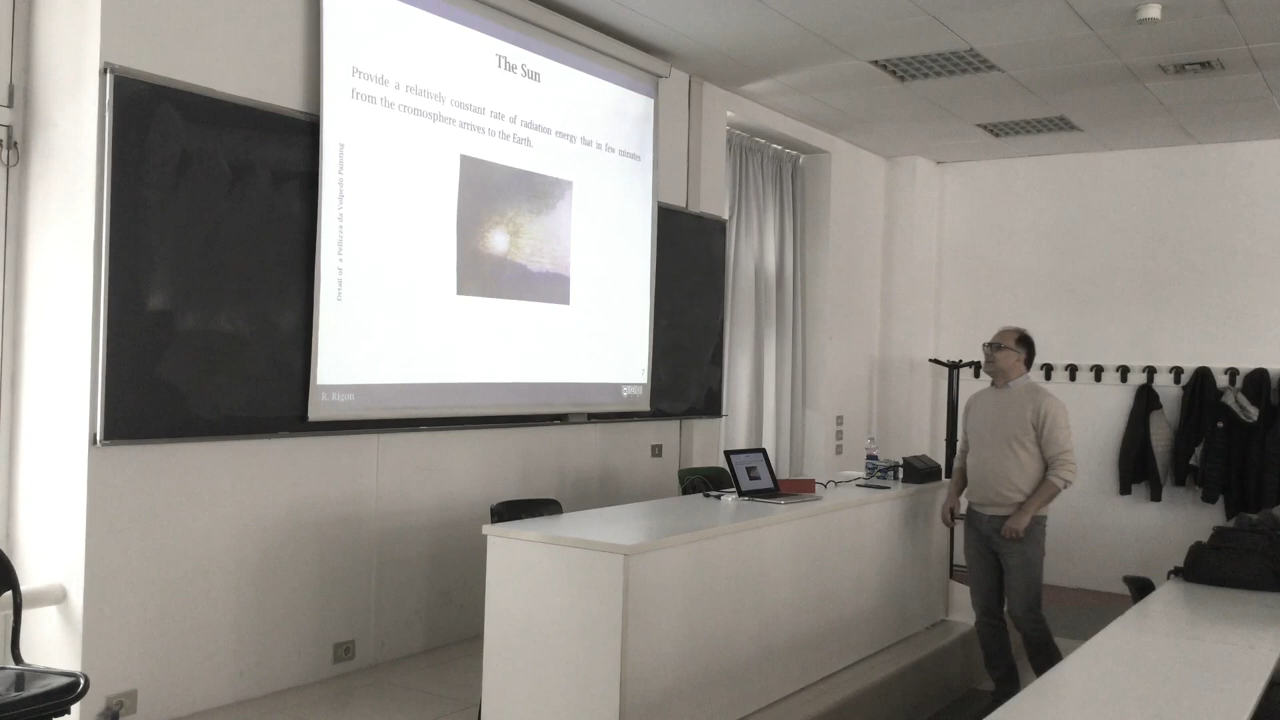 The Sun
Provide a relatively constant rate of radiation energy that in few minutes
from the cromosphere arrives to the Earth.
Detail of a Pellizza da Volpedo Painting
7
R. Rigon